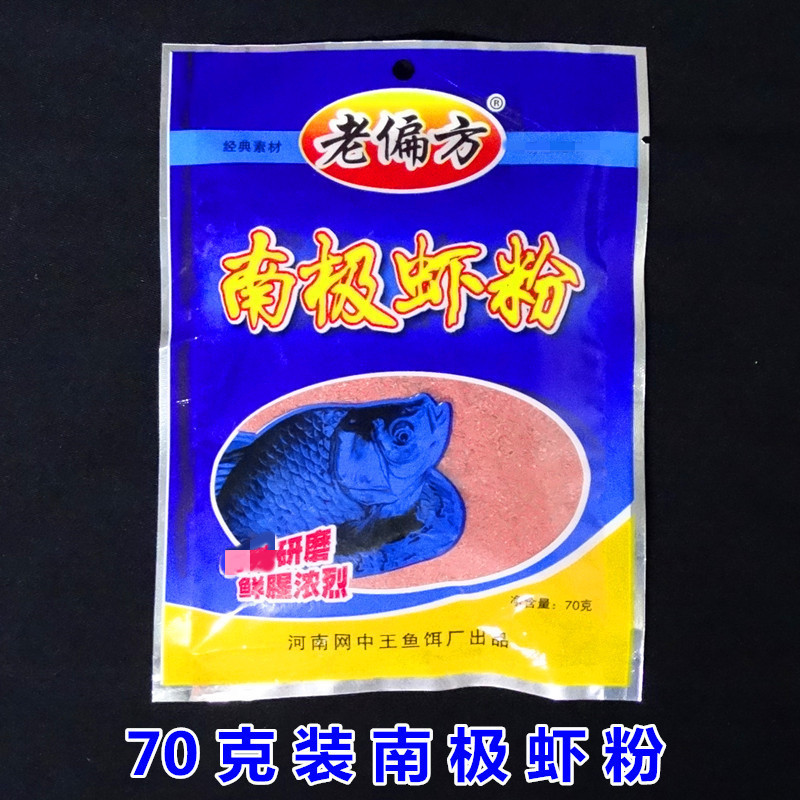 经典素材
老偏方®
南极虾粉
研磨
鲜腥浓烈
净含量：70克
河南网中王鱼饵厂出品
70克装南极虾粉